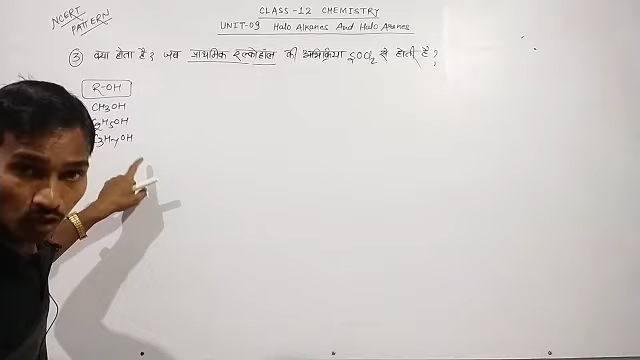 NCERT PATTERN
CLASS-12 CHEMISTRY
UNIT-09 Halo Alkanes And Halo Arenes
③ क्या होता है? जब प्राथमिक एल्कोहॉल की अभिक्रिया SOCl2 से होती है?
R-OH
CH3OH
C2H5OH
C3H7OH